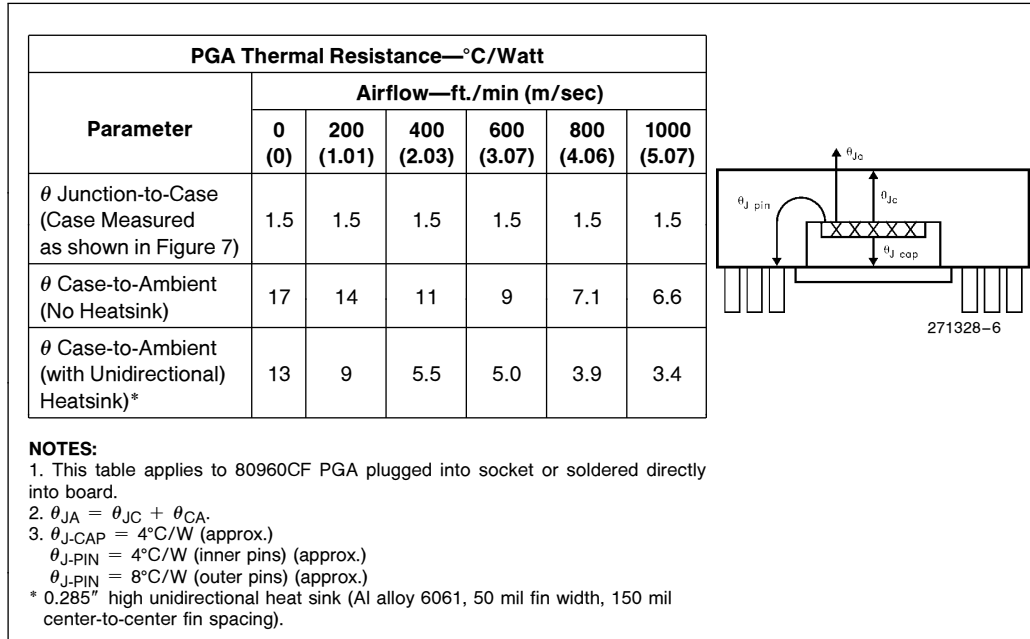 PGA Thermal Resistance—°C/Watt
Parameter
Airflow—ft./min (m/sec)
0 200 400 600 800 1000
(0) (1.01) (2.03) (3.07) (4.06) (5.07)
θ Junction-to-Case
(Case Measured
as shown in Figure 7)
1.5 1.5 1.5 1.5 1.5 1.5
θ Case-to-Ambient
(No Heatsink)
17 14 11 9 7.1 6.6
θ Case-to-Ambient
(with Unidirectional)
Heatsink)*
13 9 5.5 5.0 3.9 3.4
θJa
θJc
θJ pin
θJ cap
271328–6
NOTES:
1. This table applies to 80960CF PGA plugged into socket or soldered directly
into board.
2. θJA = θJC + θCA.
3. θJ-CAP = 4°C/W (approx.)
θJ-PIN = 4°C/W (inner pins) (approx.)
θJ-PIN = 8°C/W (outer pins) (approx.)
* 0.285″ high unidirectional heat sink (Al alloy 6061, 50 mil fin width, 150 mil
center-to-center fin spacing).